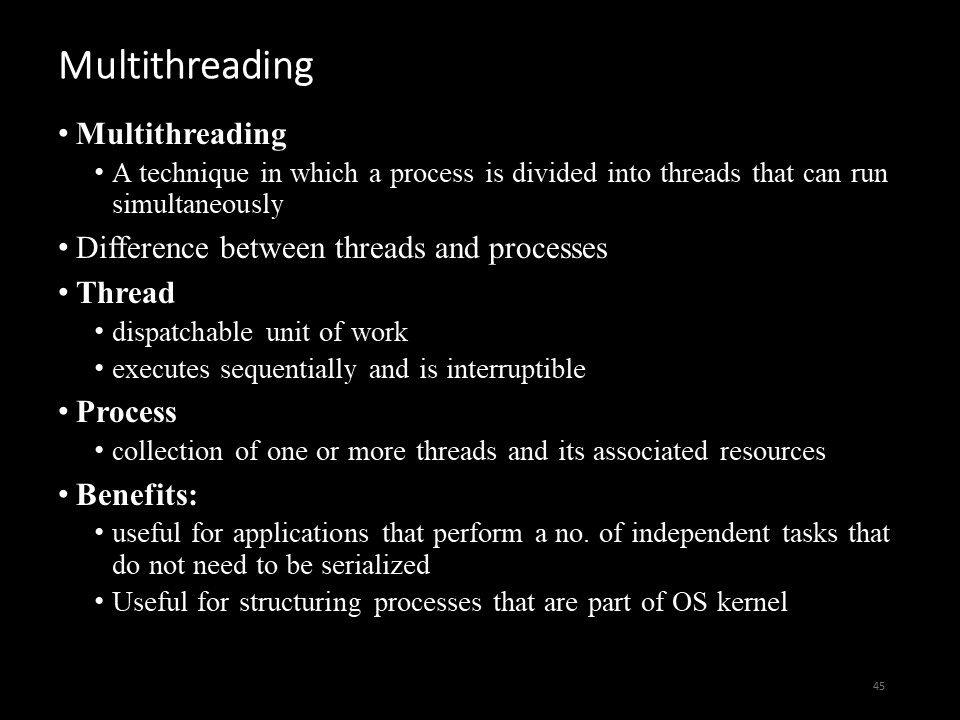 Multithreading
• Multithreading
• A technique in which a process is divided into threads that can run
simultaneously
• Difference between threads and processes
• Thread
• dispatchable unit of work
• executes sequentially and is interruptible
• Process
• collection of one or more threads and its associated resources
• Benefits:
• useful for applications that perform a no. of independent tasks that
do not need to be serialized
• Useful for structuring processes that are part of OS kernel
45